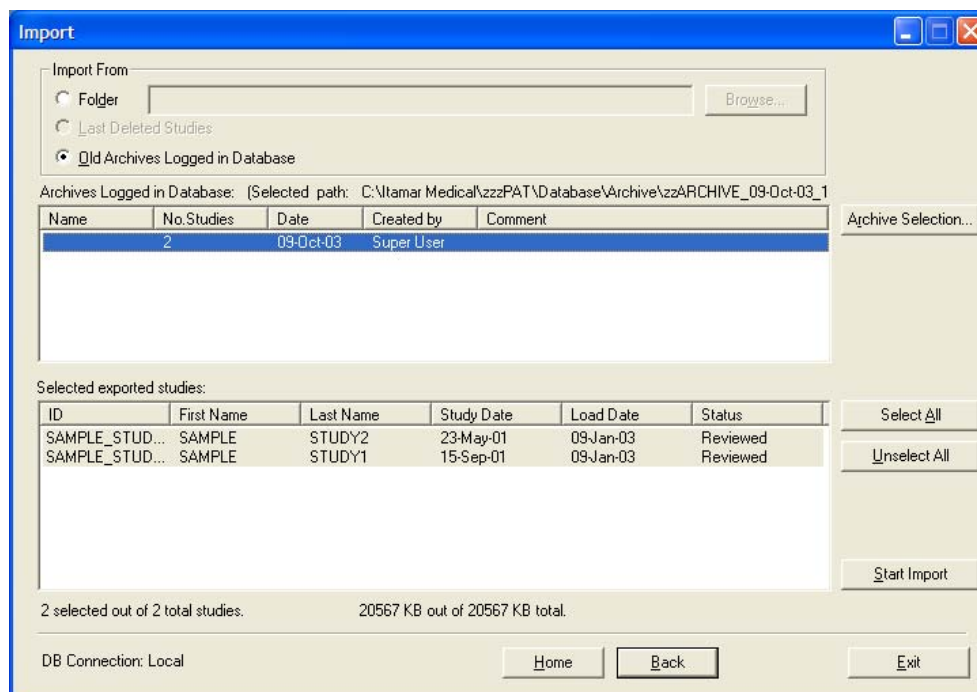 Import
Import From
Folder Browse...
Last Deleted Studies
Old Archives Logged in Database
Archives Logged in Database: (Selected path: C:\Itamar Medical\zzzPAT\Database\Archive\zzARCHIVE_09-Oct-03_1
Name No.Studies Date Created by Comment Archive Selection...
2 09-Oct-03 Super User
Selected exported studies:
ID First Name Last Name Study Date Load Date Status Select All
SAMPLE_STUD... SAMPLE STUDY2 23-May-01 09-Jan-03 Reviewed
SAMPLE_STUD... SAMPLE STUDY1 15-Sep-01 09-Jan-03 Reviewed Unselect All
Start Import
2 selected out of 2 total studies. 20567 KB out of 20567 KB total.
DB Connection: Local Home Back Exit